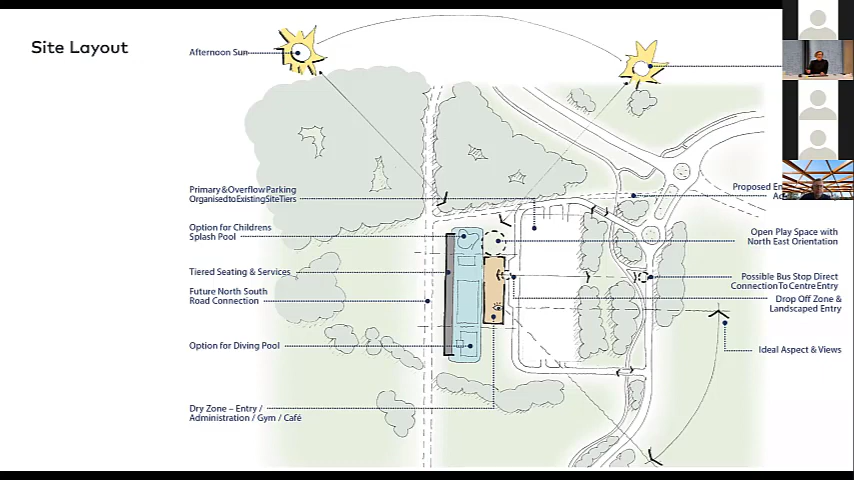 Site Layout
Afternoon Sun
Primary & Overflow Parking
Organised to Existing Site Tiers
Option for Childrens
Splash Pool
Tiered Seating & Services
Future North South
Road Connection
Option for Diving Pool
Dry Zone – Entry /
Administration / Gym / Café
Proposed
Open Play Space with
North East Orientation
Possible Bus Stop Direct
Connection To Centre Entry
Drop Off Zone &
Landscaped Entry
Ideal Aspect & Views